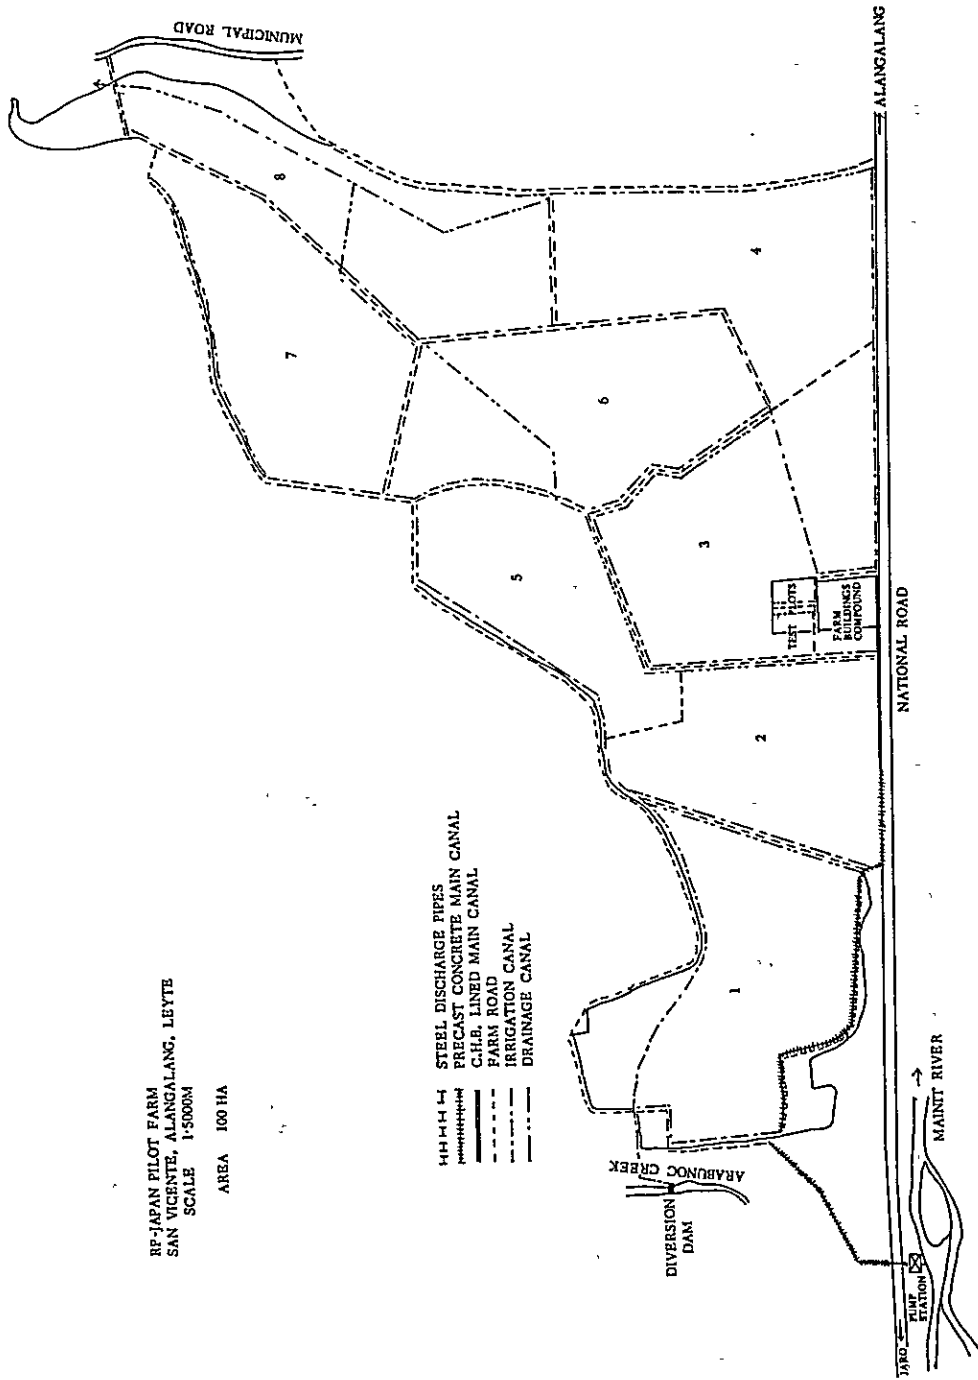 RP-JAPAN PILOT FARM
SAN VICENTE, ALANGALANG, LEYTE
SCALE 1:5000M
AREA 100 HA
STEEL DISCHARGE PIPES
PRECAST CONCRETE MAIN CANAL
C.H.B. LINED MAIN CANAL
FARM ROAD
IRRIGATION CANAL
DRAINAGE CANAL
MUNICIPAL ROAD
8
7
4
6
5
3
2
1
TEST PLOTS
FARM
BUILDINGS
COMPOUND
ARABUNOC CREEK
DIVERSION
DAM
JARO
ALANGALANG
NATIONAL ROAD
PUMP
STATION
MAINIT RIVER